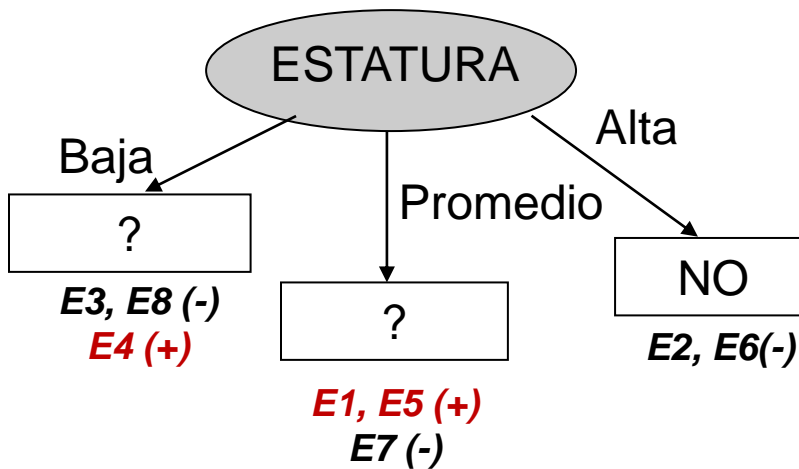 ESTATURA
Baja
Promedio
Alta
?
E3, E8 (-)
E4 (+)
?
E1, E5 (+)
E7 (-)
NO
E2, E6(-)